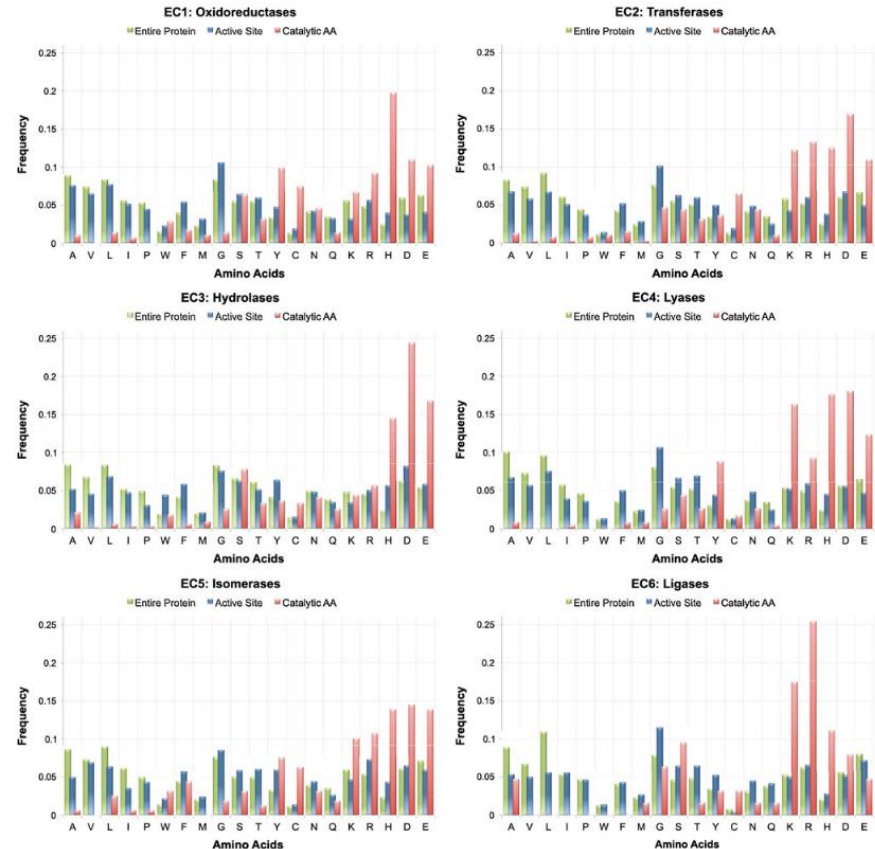 EC1: Oxidoreductases
Entire Protein Active Site Catalytic AA
Frequency
0.25
0.2
0.15
0.1
0.05
0
A V L I P W F M G S T Y C N Q K R H D E
Amino Acids
EC2: Transferases
Entire Protein Active Site Catalytic AA
Frequency
0.25
0.2
0.15
0.1
0.05
0
A V L I P W F M G S T Y C N Q K R H D E
Amino Acids
EC3: Hydrolases
Entire Protein Active Site Catalytic AA
Frequency
0.25
0.2
0.15
0.1
0.05
0
A V L I P W F M G S T Y C N Q K R H D E
Amino Acids
EC4: Lyases
Entire Protein Active Site Catalytic AA
Frequency
0.25
0.2
0.15
0.1
0.05
0
A V L I P W F M G S T Y C N Q K R H D E
Amino Acids
EC5: Isomerases
Entire Protein Active Site Catalytic AA
Frequency
0.25
0.2
0.15
0.1
0.05
0
A V L I P W F M G S T Y C N Q K R H D E
Amino Acids
EC6: Ligases
Entire Protein Active Site Catalytic AA
Frequency
0.25
0.2
0.15
0.1
0.05
0
A V L I P W F M G S T Y C N Q K R H D E
Amino Acids